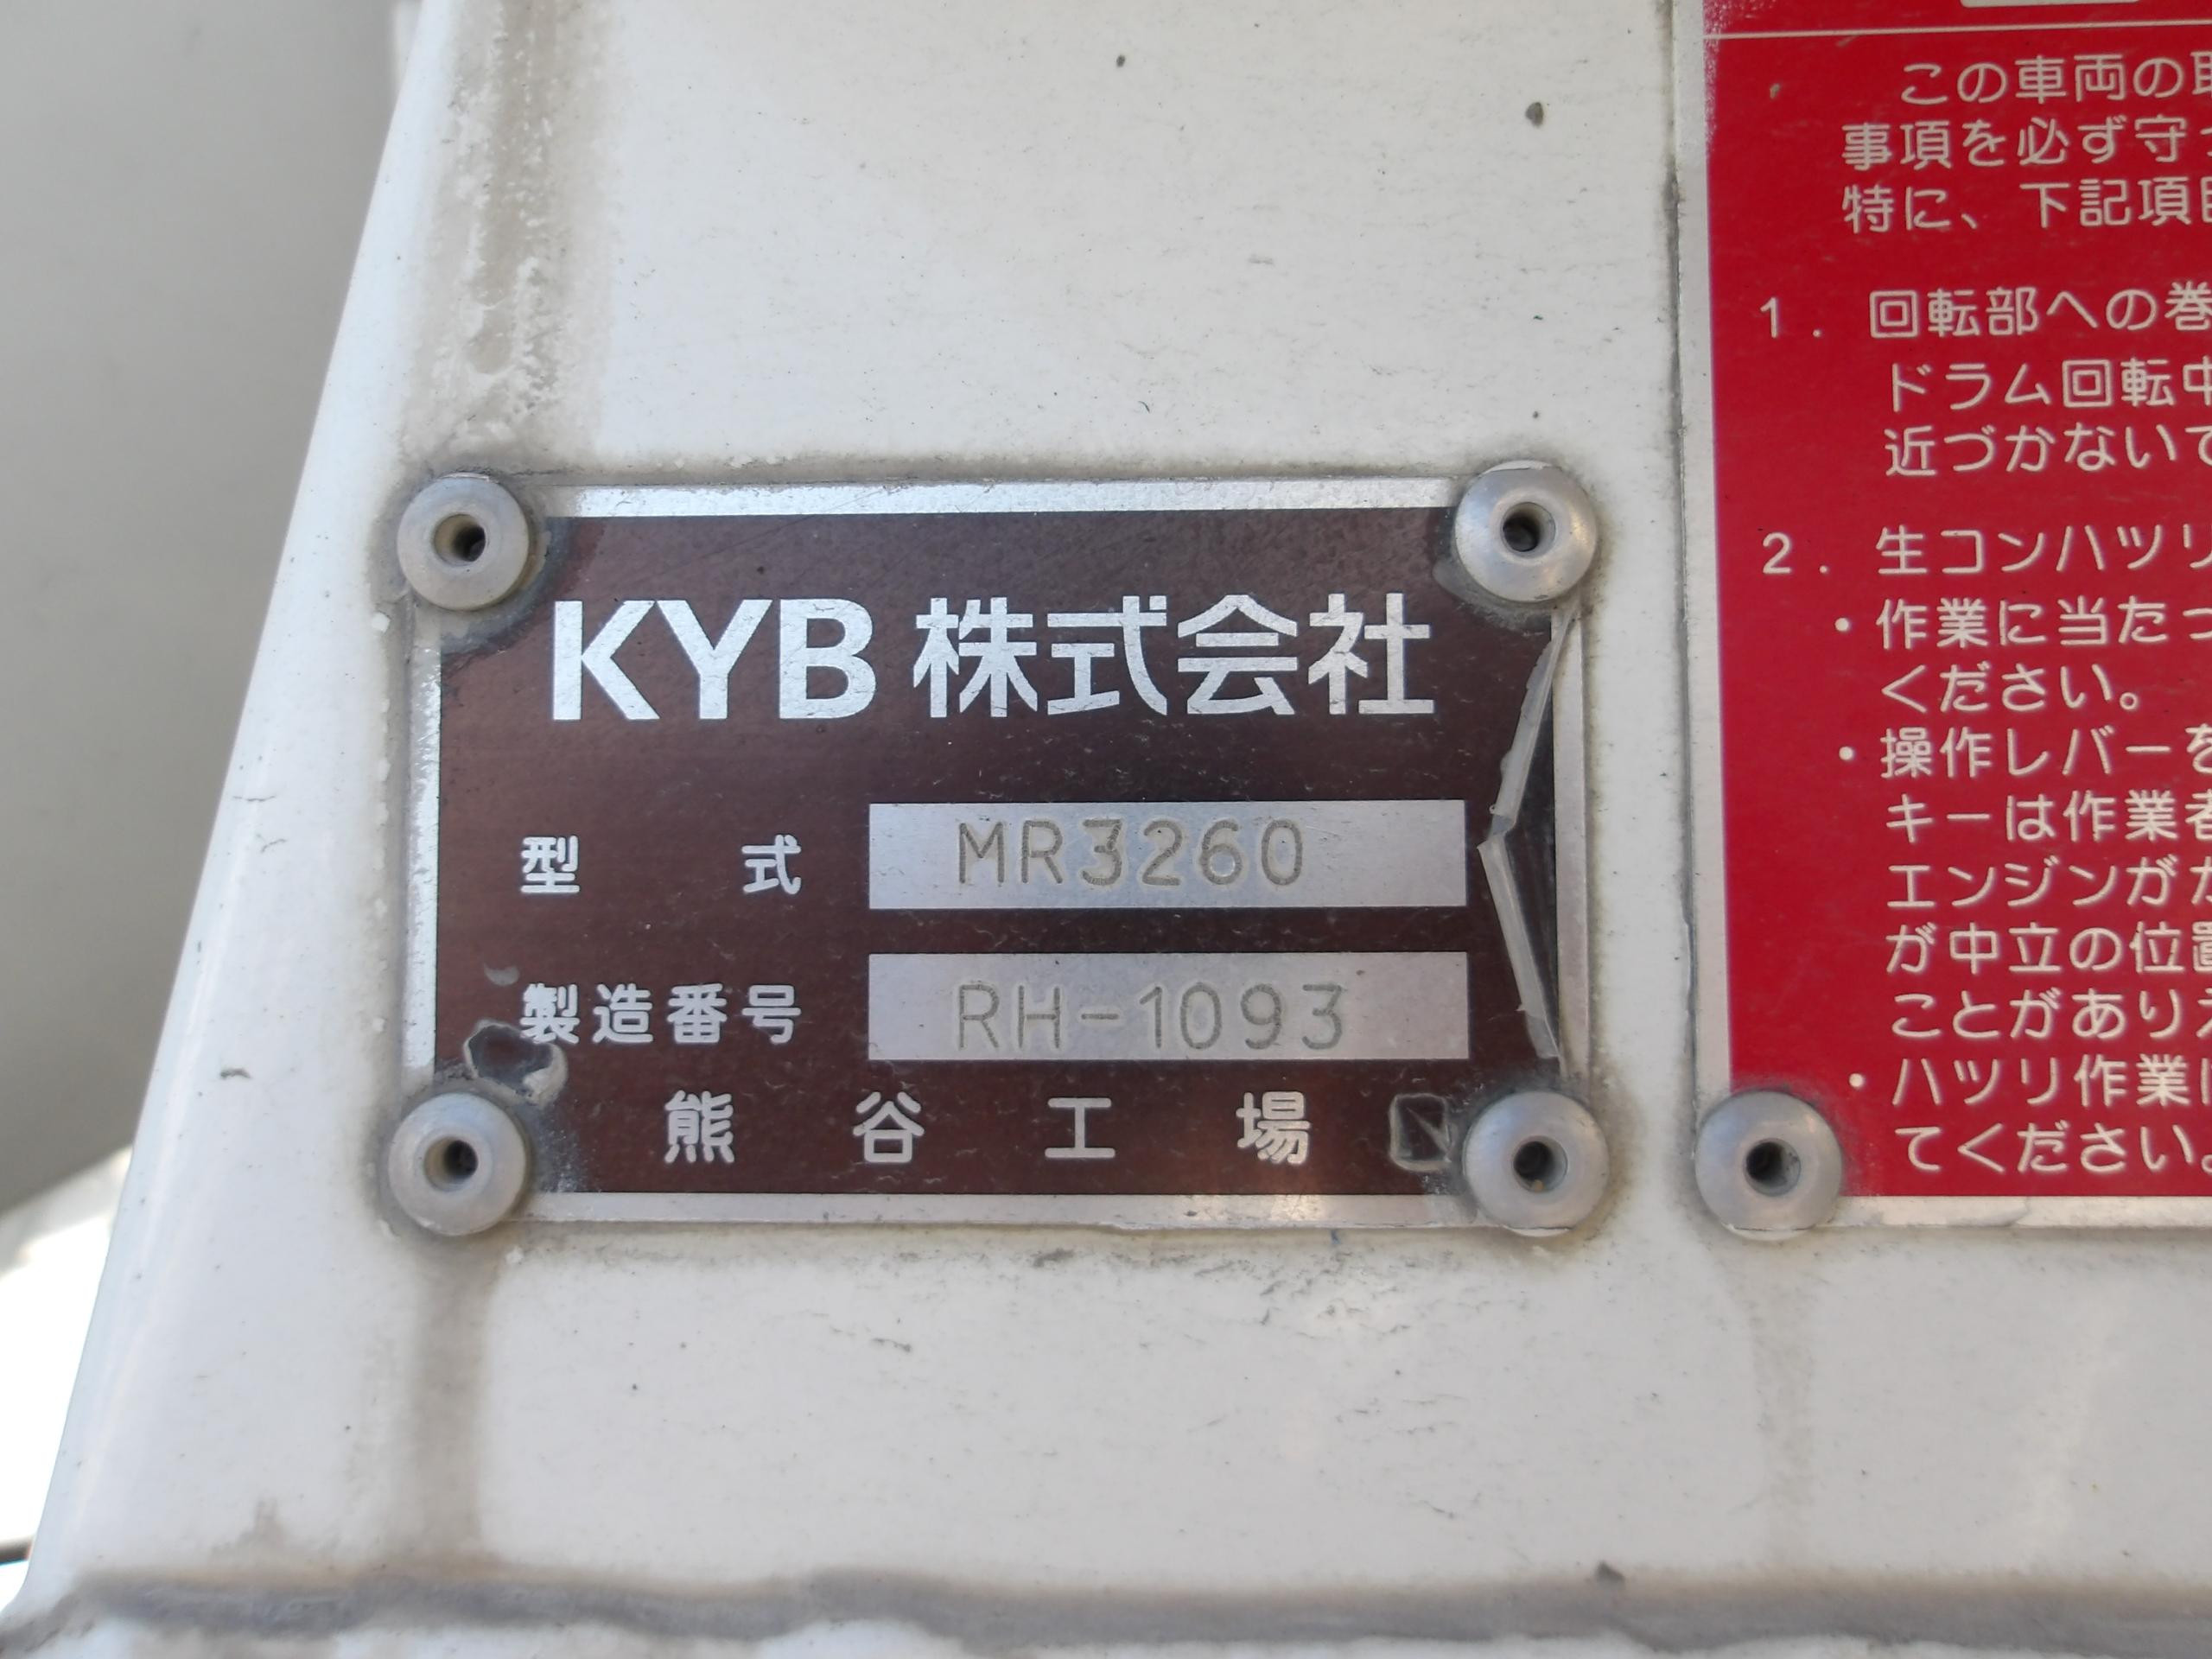 KYB 株式会社
型 式 MR3260
製造番号 RH-1093
熊谷工場
この車両の
事項を必ず守
特に、下記項
1. 回転部への巻
ドラム回転中
近づかないで
2. 生コンハツリ
・作業に当たっ
ください。
・操作レバーを
キーは作業者
エンジンがか
が中立の位置
ことがあり
・ハツリ作業
てください。